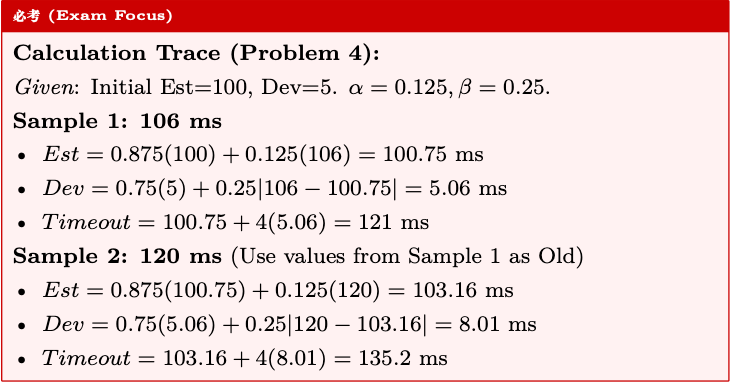 必考 (Exam Focus)
Calculation Trace (Problem 4):
Given: Initial Est=100, Dev=5. α = 0.125, β = 0.25.
Sample 1: 106 ms
• Est = 0.875(100) + 0.125(106) = 100.75 ms
• Dev = 0.75(5) + 0.25|106 − 100.75| = 5.06 ms
• Timeout = 100.75 + 4(5.06) = 121 ms
Sample 2: 120 ms (Use values from Sample 1 as Old)
• Est = 0.875(100.75) + 0.125(120) = 103.16 ms
• Dev = 0.75(5.06) + 0.25|120 − 103.16| = 8.01 ms
• Timeout = 103.16 + 4(8.01) = 135.2 ms